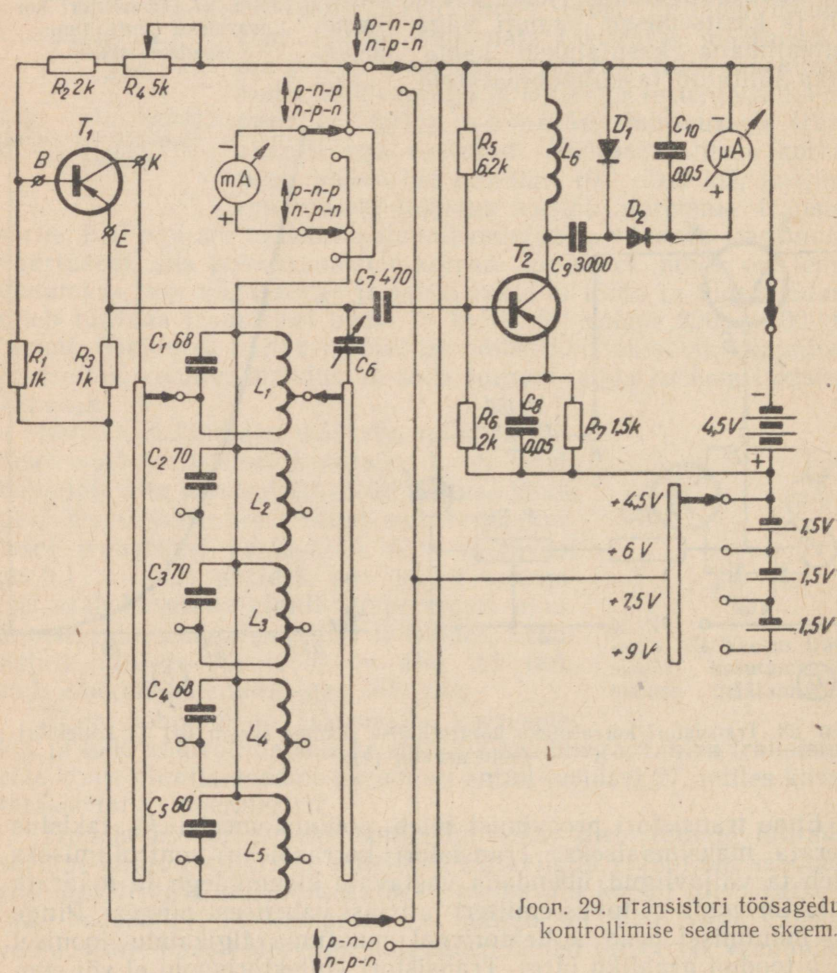 p-n-p
n-p-n
R₂ 2k
R₄ 5k
p-n-p
n-p-n
T₁
B
K
E
-
mA
+
p-n-p
n-p-n
R₅
6,2k
L₆
D₁
D₂
C₁₀
0,05
-
µA
+
C₉ 3000
T₂
C₇ 470
C₆
R₁
1k
R₃
1k
C₁ 68
L₁
C₂ 70
L₂
C₃ 70
L₃
C₄ 68
L₄
C₅ 60
L₅
R₆
2k
C₈
0,05
R₇ 1,5k
4,5V
-
+
+4,5V
+6V
+7,5V
+9V
1,5V
1,5V
1,5V
p-n-p
n-p-n
Joon. 29. Transistori töösagedu
kontrollimise seadme skeem.